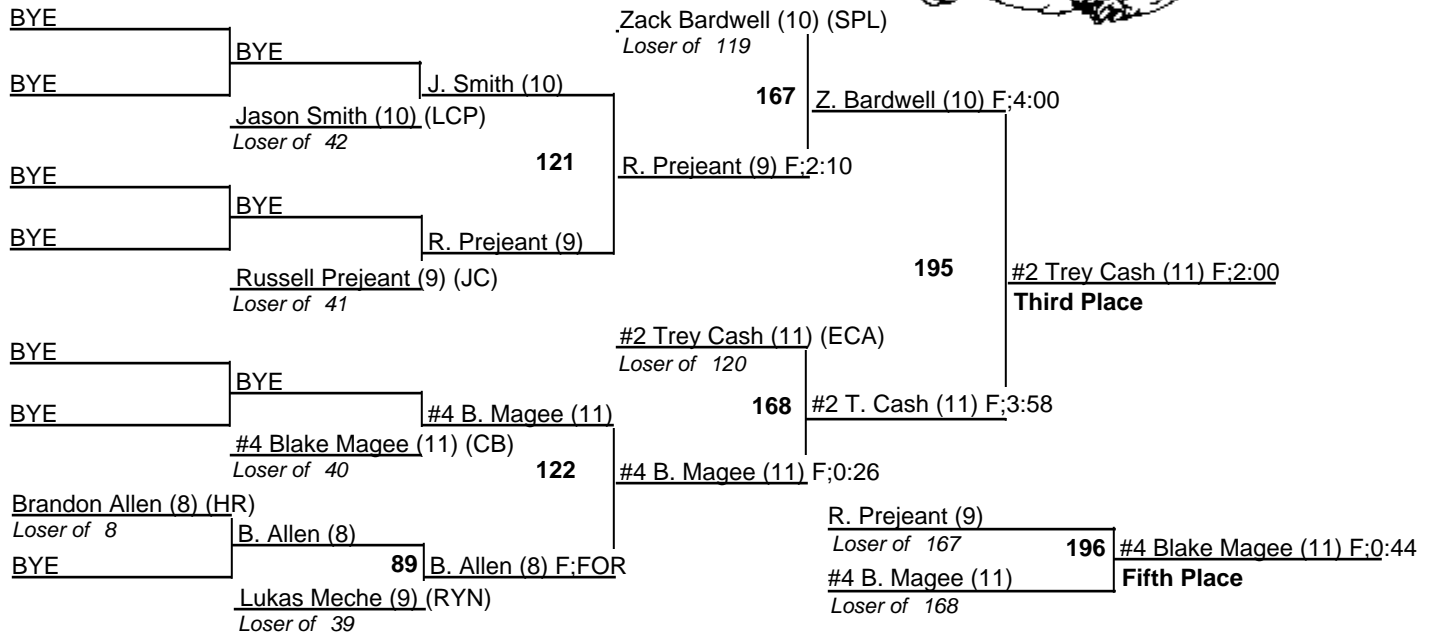 BYE
BYE
BYE
Jason Smith (10) (LCP)
Loser of 42
J. Smith (10)
BYE
BYE
BYE
Russell Prejeant (9) (JC)
Loser of 41
R. Prejeant (9)
121
R. Prejeant (9) F;2:10
Zack Bardwell (10) (SPL)
Loser of 119
167
Z. Bardwell (10) F;4:00
BYE
BYE
BYE
#4 Blake Magee (11) (CB)
Loser of 40
#4 B. Magee (11)
Brandon Allen (8) (HR)
Loser of 8
BYE
B. Allen (8)
Lukas Meche (9) (RYN)
Loser of 39
89
B. Allen (8) F;FOR
122
#4 B. Magee (11) F;0:26
#2 Trey Cash (11) (ECA)
Loser of 120
168
#2 T. Cash (11) F;3:58
195
#2 Trey Cash (11) F;2:00
Third Place
R. Prejeant (9)
Loser of 167
#4 B. Magee (11)
Loser of 168
196
#4 Blake Magee (11) F;0:44
Fifth Place